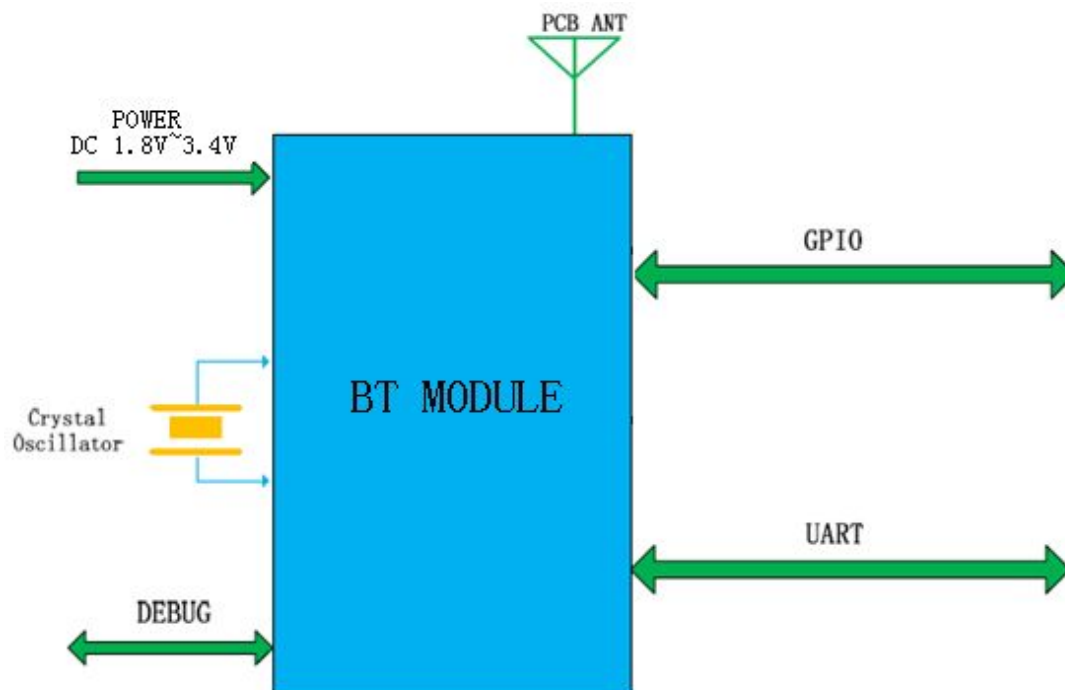 PCB ANT
POWER
DC 1.8V~3.4V
GPIO
BT MODULE
Crystal
Oscillator
UART
DEBUG